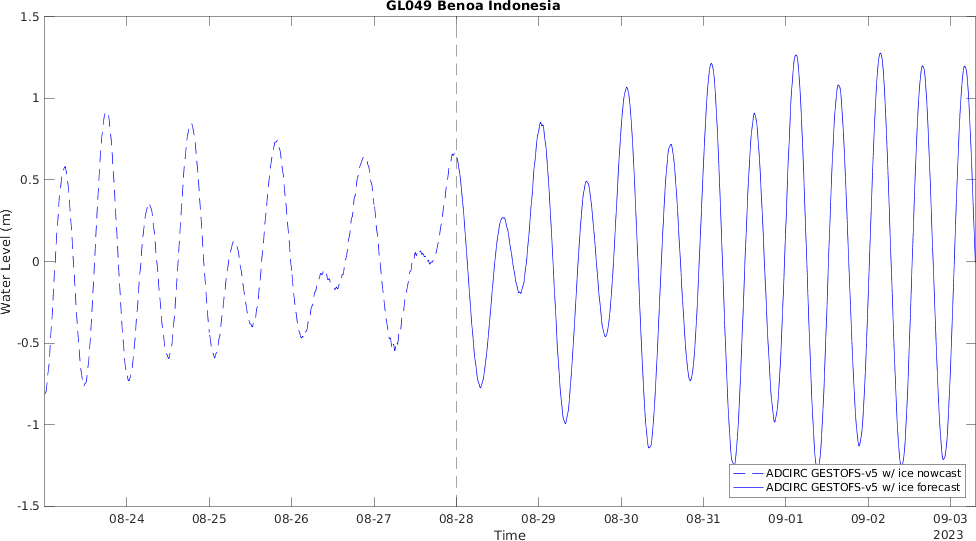 GL049 Benoa Indonesia
1.5
1
0.5
0
-0.5
-1
-1.5
Water Level (m)
ADCIRC GESTOFS-v5 w/ ice nowcast
ADCIRC GESTOFS-v5 w/ ice forecast
08-24 08-25 08-26 08-27 08-28 08-29 08-30 08-31 09-01 09-02 09-03
Time
2023